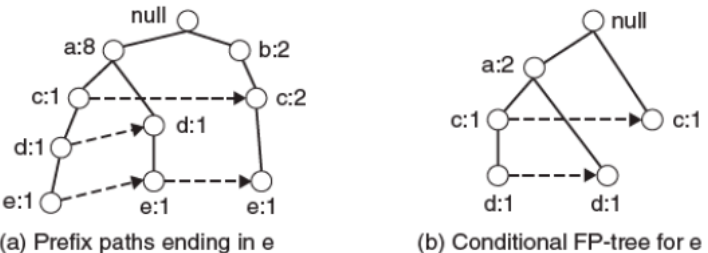 null
a:8
b:2
c:1
c:2
d:1
d:1
e:1
e:1
e:1
(a) Prefix paths ending in e
null
a:2
c:1
c:1
d:1
d:1
(b) Conditional FP-tree for e